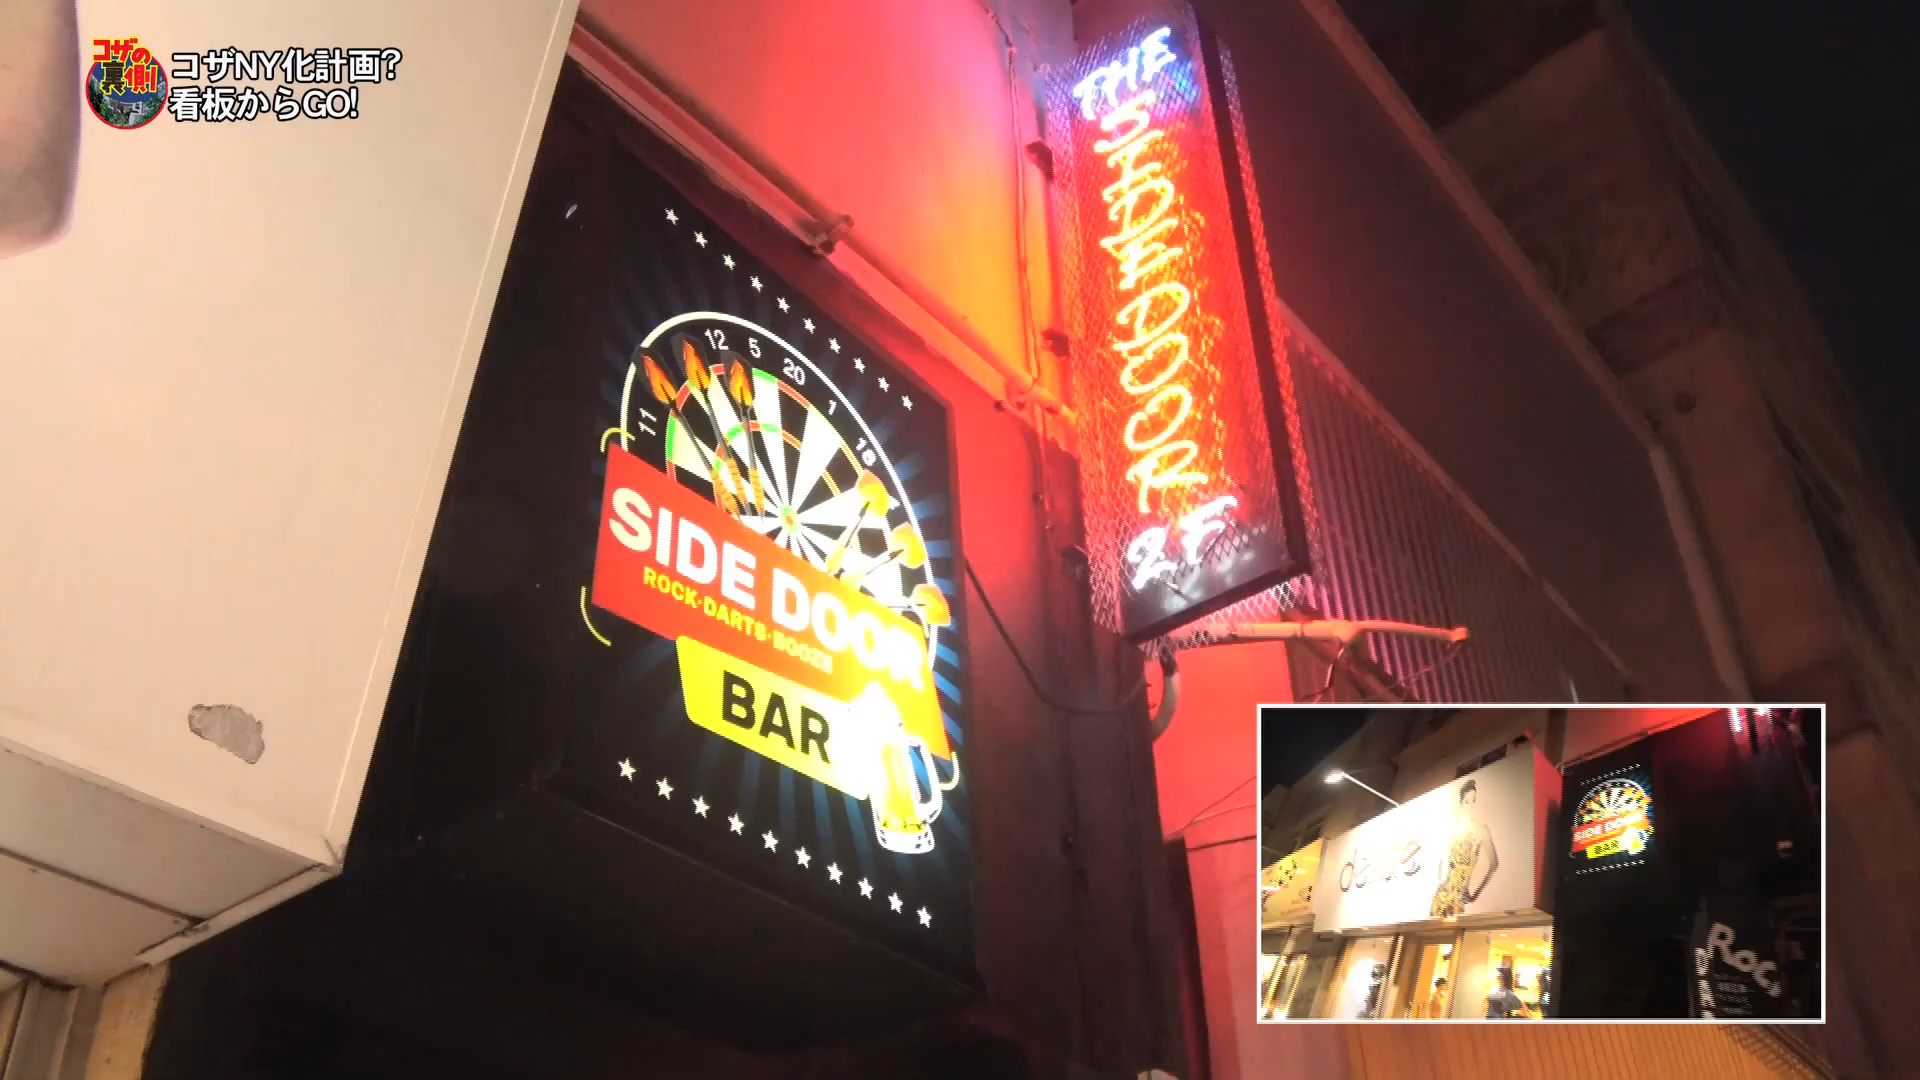 コザの
裏側
コザNY化計画?
看板からGO!
THE
SIDE DOOR
2F
12 5 20 1 18
11
SIDE DOOR
ROCK·DARTS·BOOZE
BAR
SIDE DOOR
BAR